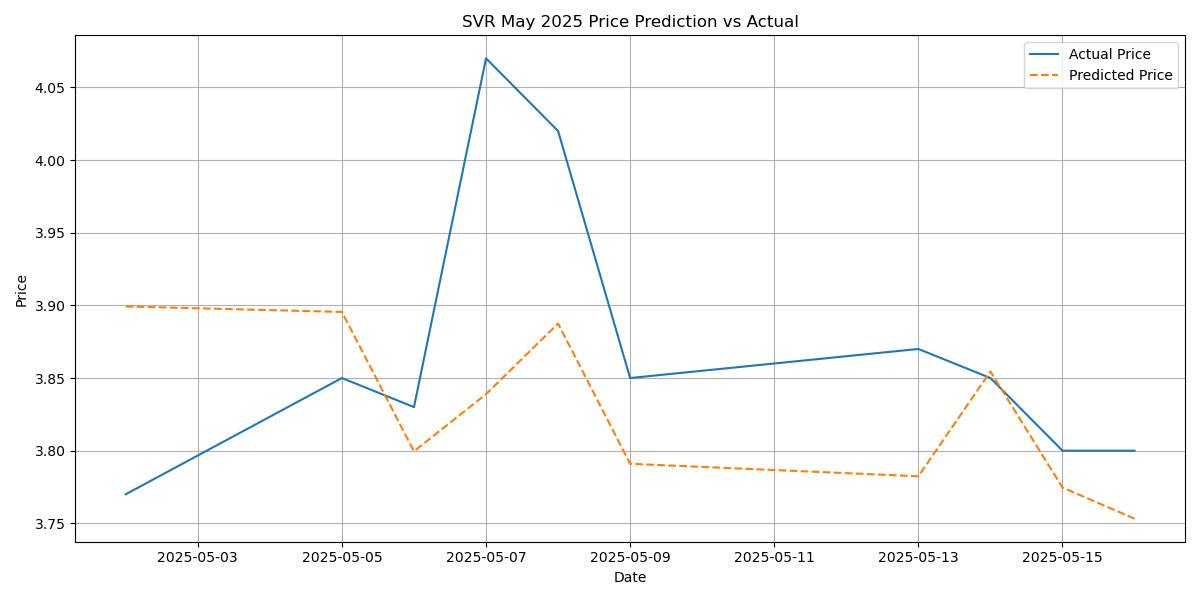 SVR May 2025 Price Prediction vs Actual
Actual Price
Predicted Price
4.05
4.00
3.95
3.90
3.85
3.80
3.75
Price
2025-05-03
2025-05-05
2025-05-07
2025-05-09
2025-05-11
2025-05-13
2025-05-15
Date